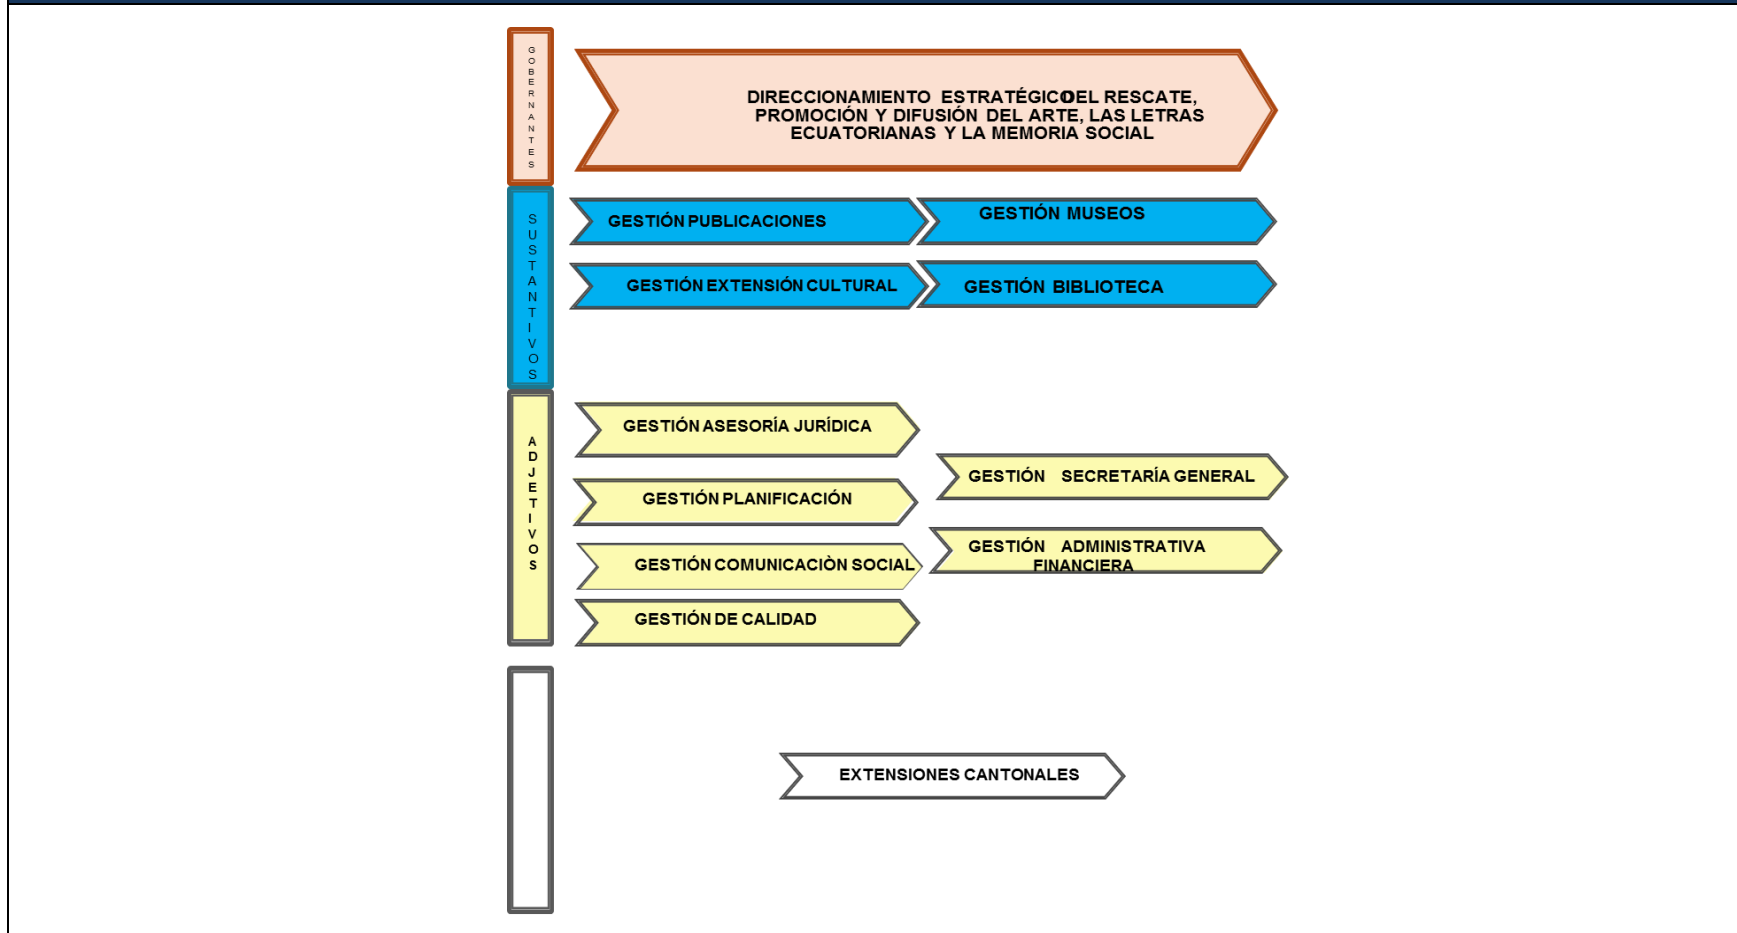 GOBERNANTES
DIRECCIONAMIENTO ESTRATÉGICO DEL RESCATE,
PROMOCIÓN Y DIFUSIÓN DEL ARTE, LAS LETRAS
ECUATORIANAS Y LA MEMORIA SOCIAL
SUSTANTIVOS
GESTIÓN PUBLICACIONES
GESTIÓN MUSEOS
GESTIÓN EXTENSIÓN CULTURAL
GESTIÓN BIBLIOTECA
ADJETIVOS
GESTIÓN ASESORÍA JURÍDICA
GESTIÓN SECRETARÍA GENERAL
GESTIÓN PLANIFICACIÓN
GESTIÓN ADMINISTRATIVA
FINANCIERA
GESTIÓN COMUNICACIÒN SOCIAL
GESTIÓN DE CALIDAD
EXTENSIONES CANTONALES